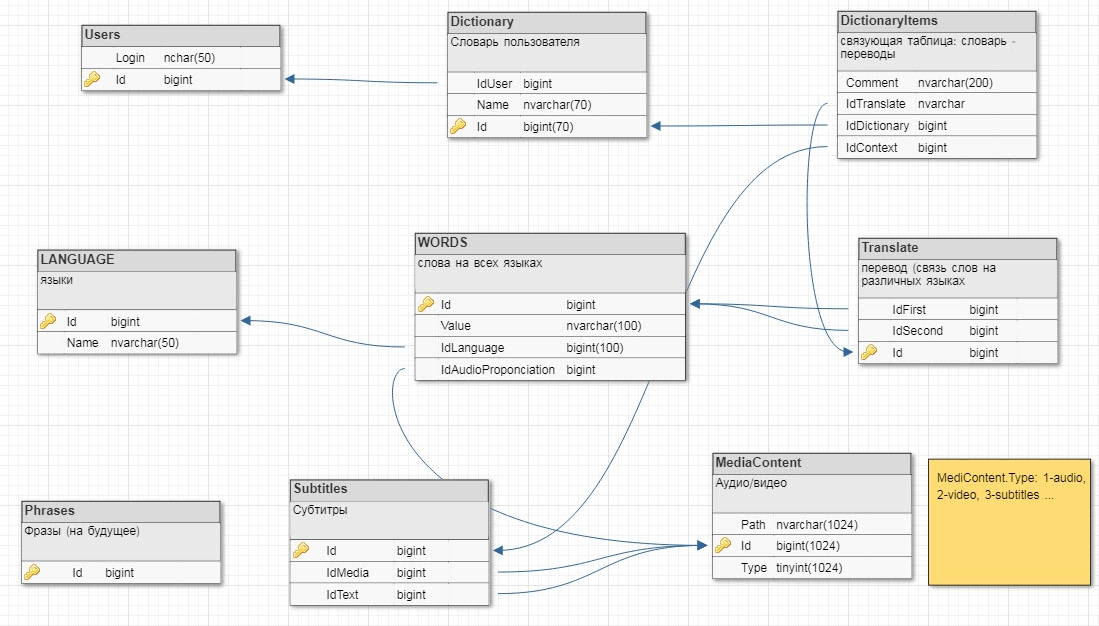 Users
Login nchar(50)
Id bigint
Dictionary
Словарь пользователя
IdUser bigint
Name nvarchar(70)
Id bigint(70)
DictionaryItems
связующая таблица: словарь -
переводы
Comment nvarchar(200)
IdTranslate nvarchar
IdDictionary bigint
IdContext bigint
LANGUAGE
языки
Id bigint
Name nvarchar(50)
WORDS
слова на всех языках
Id bigint
Value nvarchar(100)
IdLanguage bigint(100)
IdAudioProponciation bigint
Translate
перевод (связь слов на
различных языках
IdFirst bigint
IdSecond bigint
Id bigint
Phrases
Фразы (на будущее)
Id bigint
Subtitles
Субтитры
Id bigint
IdMedia bigint
IdText bigint
MediaContent
Аудио/видео
Path nvarchar(1024)
Id bigint(1024)
Type tinyint(1024)
MediContent.Type: 1-audio,
2-video, 3-subtitles ...